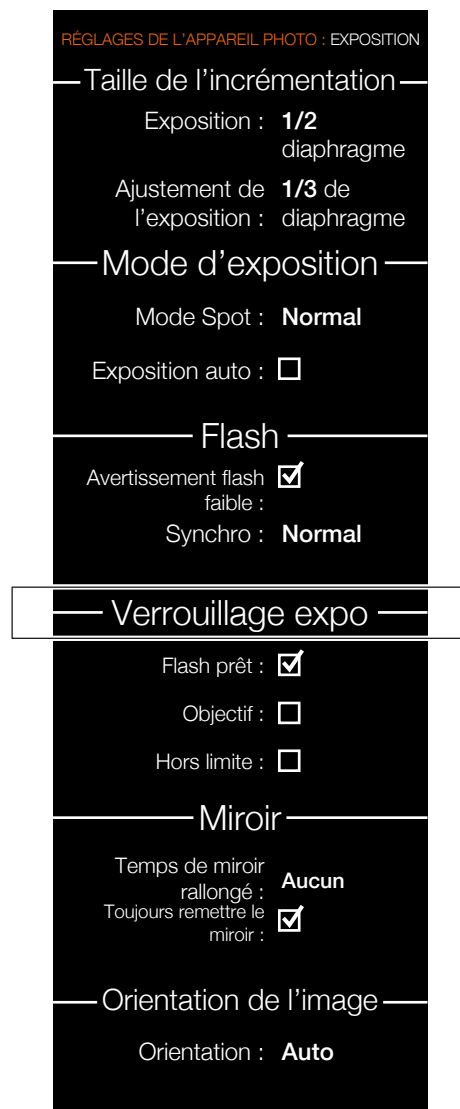 RÉGLAGES DE L'APPAREIL PHOTO : EXPOSITION
Taille de l'incrémentation
Exposition : 1/2
diaphragme
Ajustement de 1/3 de
l'exposition : diaphragme
Mode d'exposition
Mode Spot : Normal
Exposition auto :
Flash
Avertissement flash
faible :
Synchro : Normal
Verrouillage expo
Flash prêt :
Objectif :
Hors limite :
Miroir
Temps de miroir
rallongé : Aucun
Toujours remettre le
miroir :
Orientation de l'image
Orientation : Auto